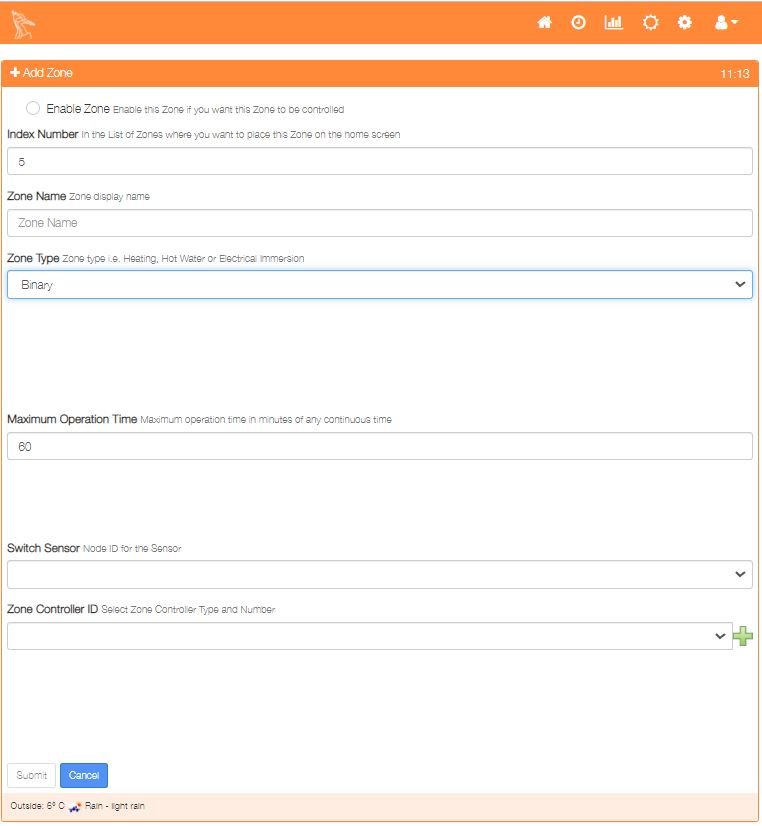 Add Zone 11:13
Enable Zone Enable this Zone if you want this Zone to be controlled
Index Number In the List of Zones where you want to place this Zone on the home screen
5
Zone Name Zone display name
Zone Name
Zone Type Zone type i.e. Heating, Hot Water or Electrical Immersion
Binary
Maximum Operation Time Maximum operation time in minutes of any continuous time
60
Switch Sensor Node ID for the Sensor
Zone Controller ID Select Zone Controller Type and Number
Submit Cancel
Outside: 6º C Rain - light rain